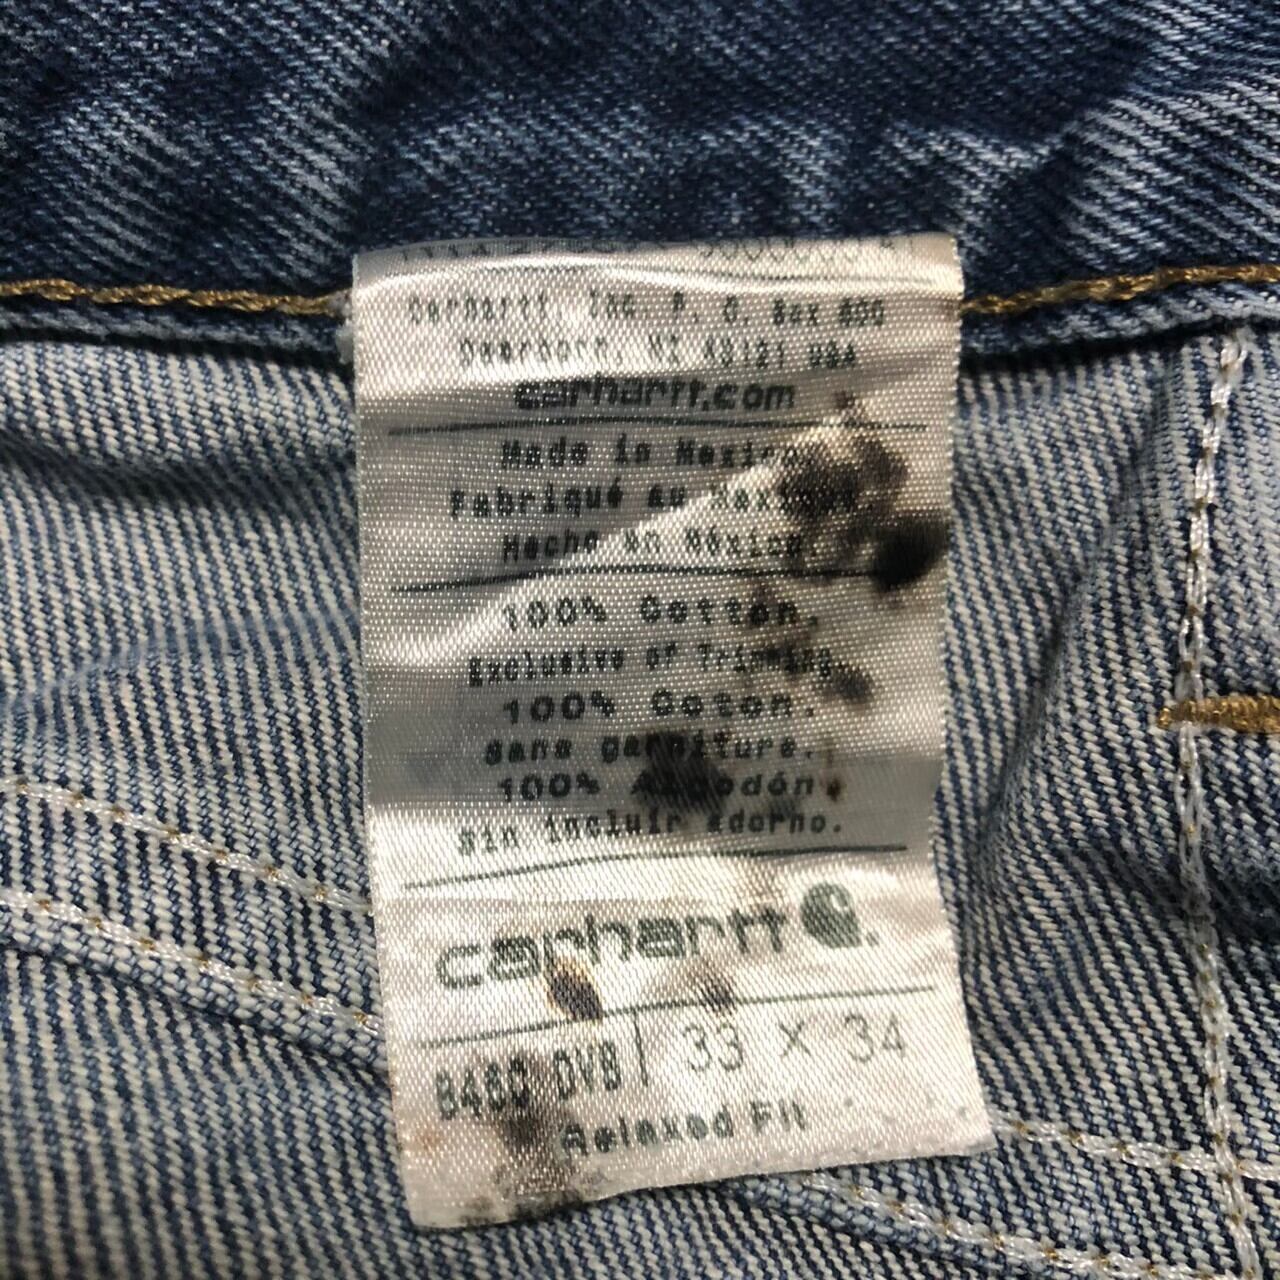 Carhartt, Inc. P. O. Box 600
Dearborn, MI 48121 USA
carhartt.com
Made in Mexico.
Fabriqué au Mexique.
Hecho en México.
100% Cotton.
Exclusive of Trimming.
100% Coton.
sans garniture.
100% Algodón.
Sin incluir adorno.
carhartt
846C DVB 33 X 34
Relaxed Fit